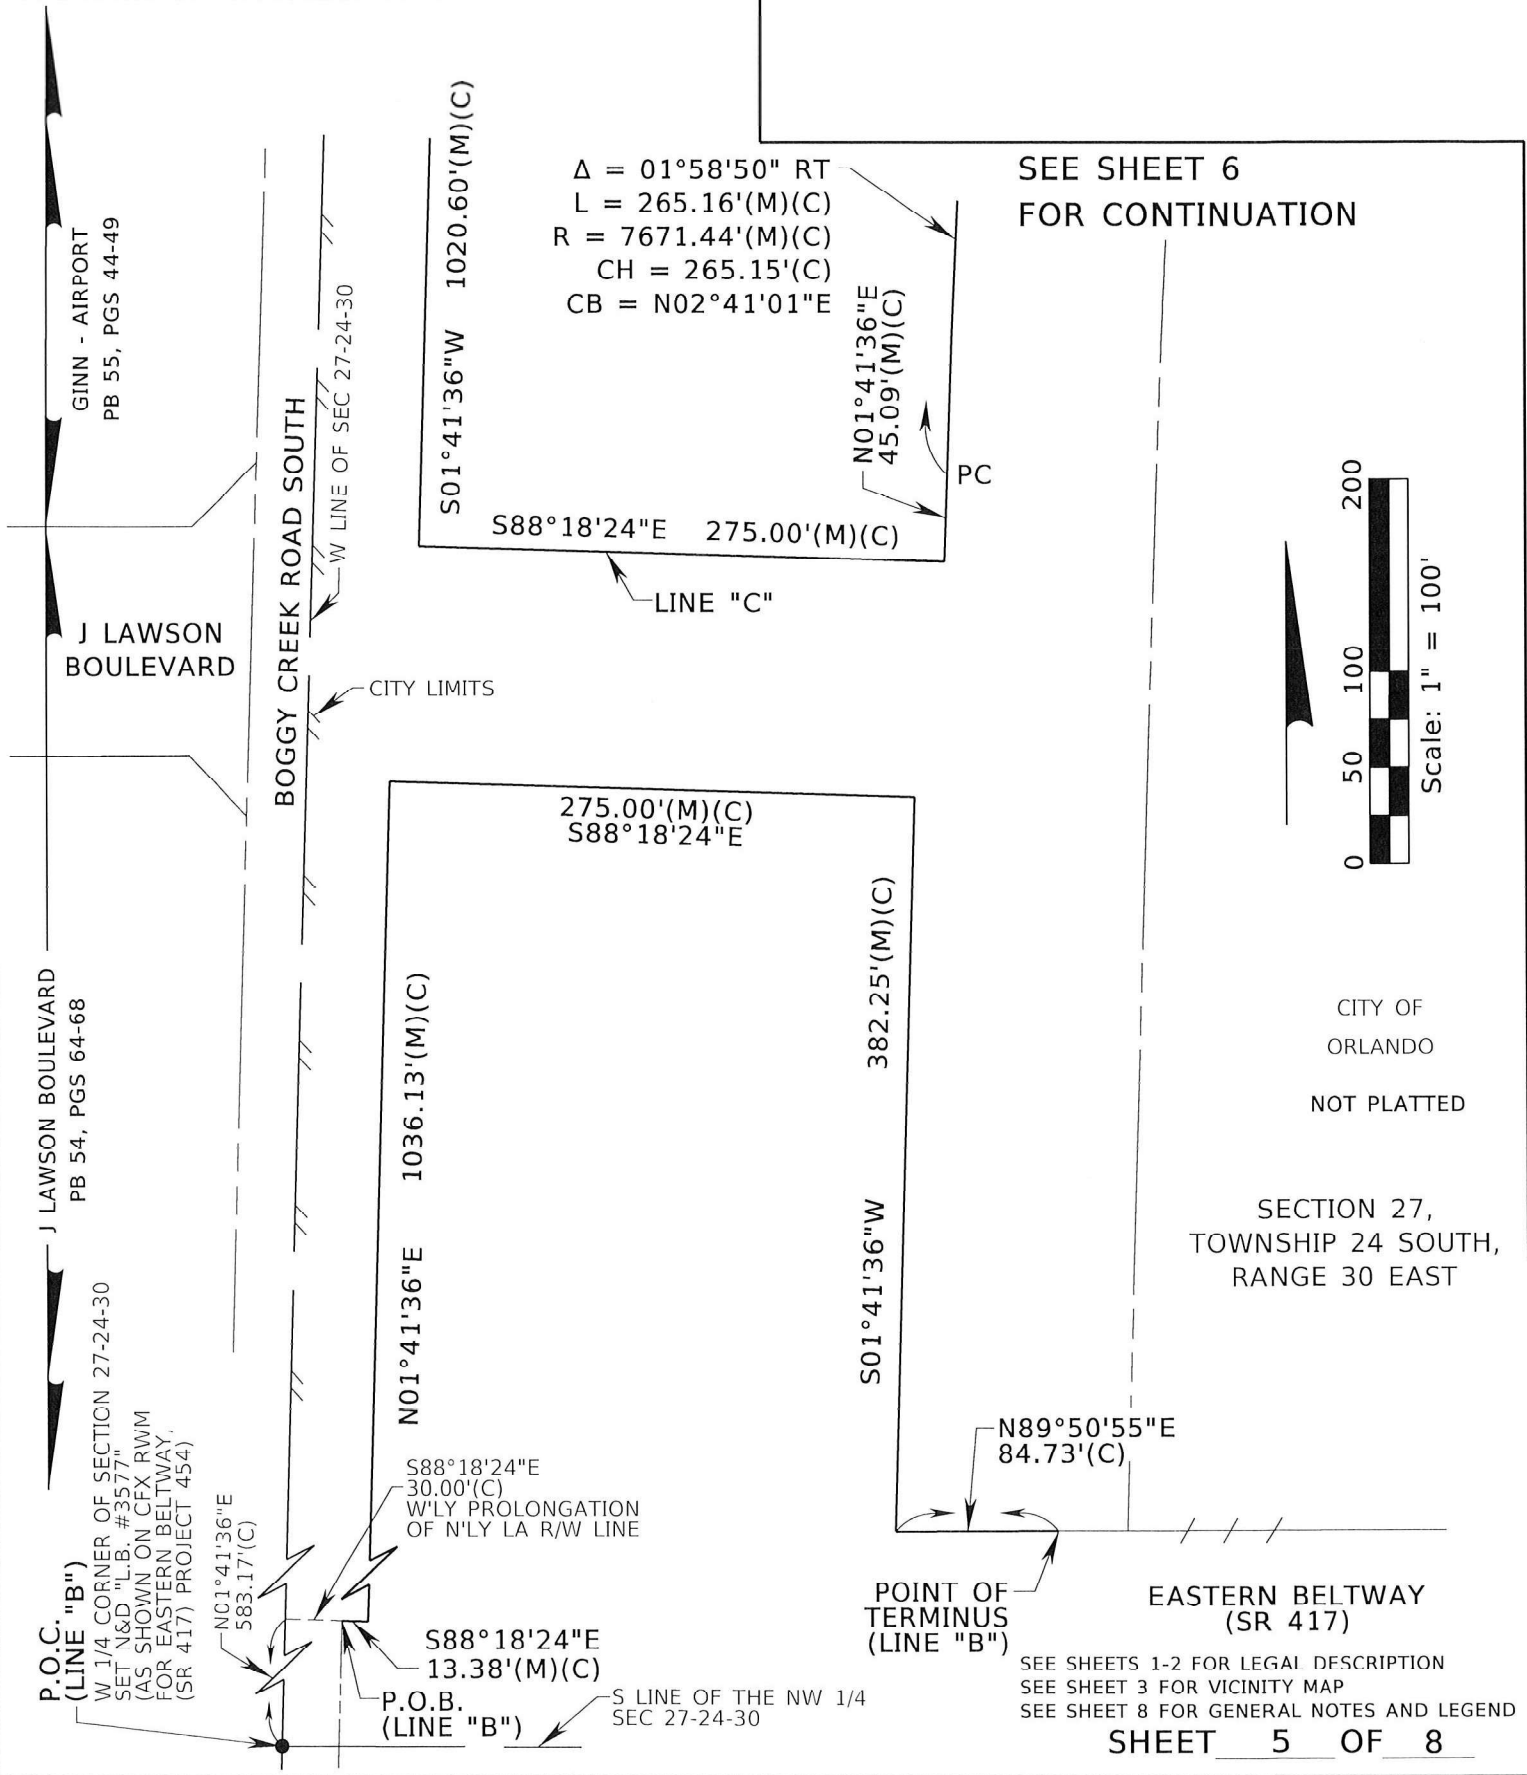 SEE SHEET 6
FOR CONTINUATION
Δ = 01°58'50" RT
L = 265.16'(M)(C)
R = 7671.44'(M)(C)
CH = 265.15'(C)
CB = N02°41'01"E
S01°41'36"W 1020.60'(M)(C)
GINN - AIRPORT
PB 55, PGS 44-49
W LINE OF SEC 27-24-30
BOGGY CREEK ROAD SOUTH
N01°41'36"E
45.09'(M)(C)
PC
S88°18'24"E 275.00'(M)(C)
LINE "C"
J LAWSON
BOULEVARD
CITY LIMITS
200
100
50
0
Scale: 1" = 100'
275.00'(M)(C)
S88°18'24"E
N01°41'36"E 1036.13'(M)(C)
S01°41'36"W 382.25'(M)(C)
J LAWSON BOULEVARD
PB 54, PGS 64-68
CITY OF
ORLANDO
NOT PLATTED
SECTION 27,
TOWNSHIP 24 SOUTH,
RANGE 30 EAST
N89°50'55"E
84.73'(C)
S88°18'24"E
30.00'(C)
W'LY PROLONGATION
OF N'LY LA R/W LINE
P.O.C.
(LINE "B")
W 1/4 CORNER OF SECTION 27-24-30
SET N&D "L.B. #3577"
(AS SHOWN ON CFX RWM
FOR EASTERN BELTWAY,
(SR 417) PROJECT 454)
N01°41'36"E
583.17'(C)
S88°18'24"E
13.38'(M)(C)
P.O.B.
(LINE "B")
S LINE OF THE NW 1/4
SEC 27-24-30
POINT OF
TERMINUS
(LINE "B")
EASTERN BELTWAY
(SR 417)
SEE SHEETS 1-2 FOR LEGAL DESCRIPTION
SEE SHEET 3 FOR VICINITY MAP
SEE SHEET 8 FOR GENERAL NOTES AND LEGEND
SHEET 5 OF 8